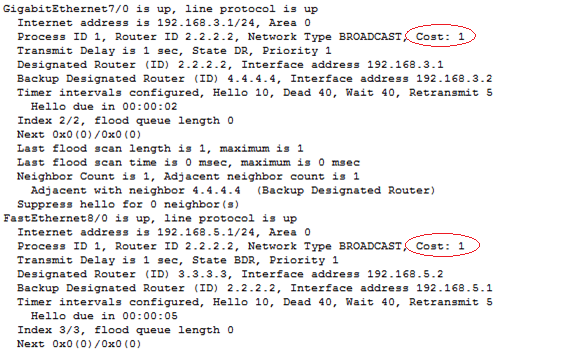 GigabitEthernet7/0 is up, line protocol is up
Internet address is 192.168.3.1/24, Area 0
Process ID 1, Router ID 2.2.2.2, Network Type BROADCAST, Cost: 1
Transmit Delay is 1 sec, State DR, Priority 1
Designated Router (ID) 2.2.2.2, Interface address 192.168.3.1
Backup Designated Router (ID) 4.4.4.4, Interface address 192.168.3.2
Timer intervals configured, Hello 10, Dead 40, Wait 40, Retransmit 5
Hello due in 00:00:02
Index 2/2, flood queue length 0
Next 0x0(0)/0x0(0)
Last flood scan length is 1, maximum is 1
Last flood scan time is 0 msec, maximum is 0 msec
Neighbor Count is 1, Adjacent neighbor count is 1
Adjacent with neighbor 4.4.4.4 (Backup Designated Router)
Suppress hello for 0 neighbor(s)
FastEthernet8/0 is up, line protocol is up
Internet address is 192.168.5.1/24, Area 0
Process ID 1, Router ID 2.2.2.2, Network Type BROADCAST, Cost: 1
Transmit Delay is 1 sec, State BDR, Priority 1
Designated Router (ID) 3.3.3.3, Interface address 192.168.5.2
Backup Designated Router (ID) 2.2.2.2, Interface address 192.168.5.1
Timer intervals configured, Hello 10, Dead 40, Wait 40, Retransmit 5
Hello due in 00:00:05
Index 3/3, flood queue length 0
Next 0x0(0)/0x0(0)